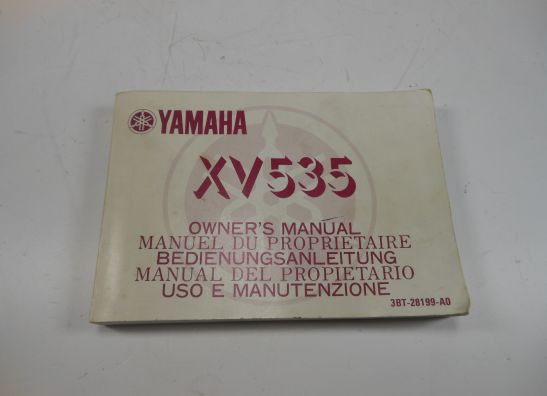 YAMAHA
XV535
OWNER'S MANUAL
MANUEL DU PROPRIETAIRE
BEDIENUNGSANLEITUNG
MANUAL DEL PROPIETARIO
USO E MANUTENZIONE
3BT-28199-A0